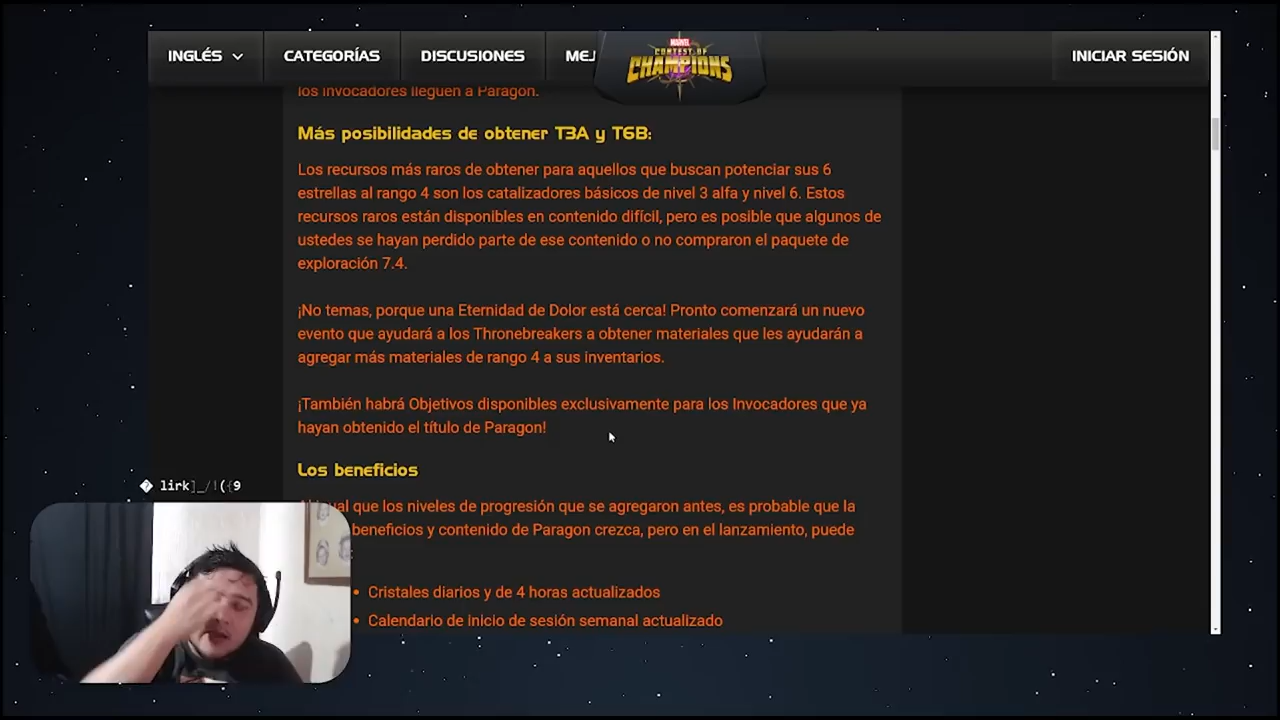 INGLÉS
CATEGORÍAS
DISCUSIONES
MEJ
MARVEL
CONTEST OF
CHAMPIONS
INICIAR SESIÓN
los invocadores lleguen a Paragon.
Más posibilidades de obtener T3A y T6B:
Los recursos más raros de obtener para aquellos que buscan potenciar sus 6
estrellas al rango 4 son los catalizadores básicos de nivel 3 alfa y nivel 6. Estos
recursos raros están disponibles en contenido difícil, pero es posible que algunos de
ustedes se hayan perdido parte de ese contenido o no compraron el paquete de
exploración 7.4.
¡No temas, porque una Eternidad de Dolor está cerca! Pronto comenzará un nuevo
evento que ayudará a los Thronebreakers a obtener materiales que les ayudarán a
agregar más materiales de rango 4 a sus inventarios.
¡También habrá Objetivos disponibles exclusivamente para los Invocadores que ya
hayan obtenido el título de Paragon!
Los beneficios
que los niveles de progresión que se agregaron antes, es probable que la
beneficios y contenido de Paragon crezca, pero en el lanzamiento, puede
• Cristales diarios y de 4 horas actualizados
• Calendario de inicio de sesión semanal actualizado
� lirk]_/!({9